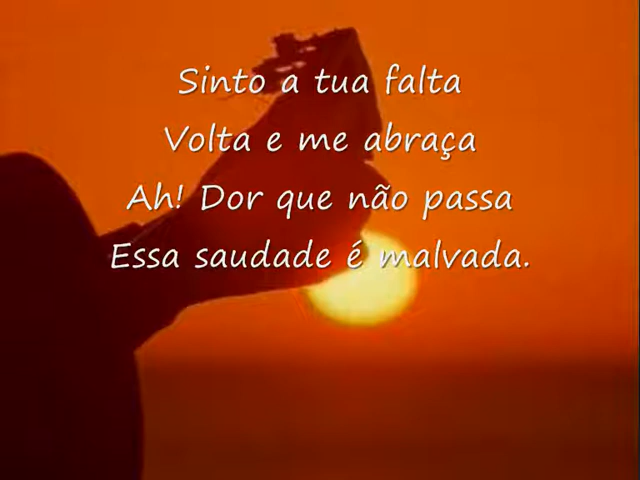 Sinto a tua falta
Volta e me abraça
Ah! Dor que não passa
Essa saudade é malvada.